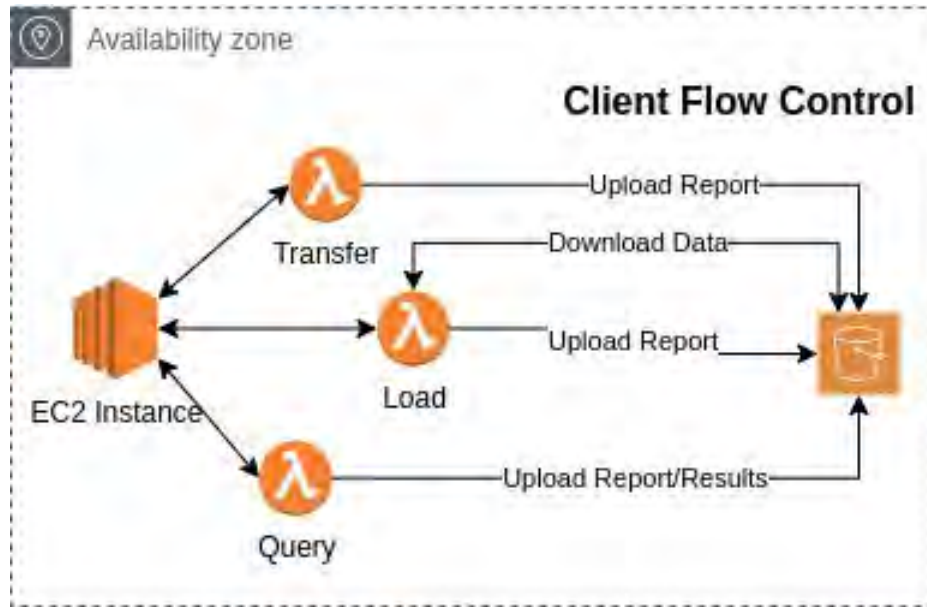 Availability zone
Client Flow Control
Upload Report
Transfer
Download Data
Upload Report
Load
EC2 Instance
Upload Report/Results
Query